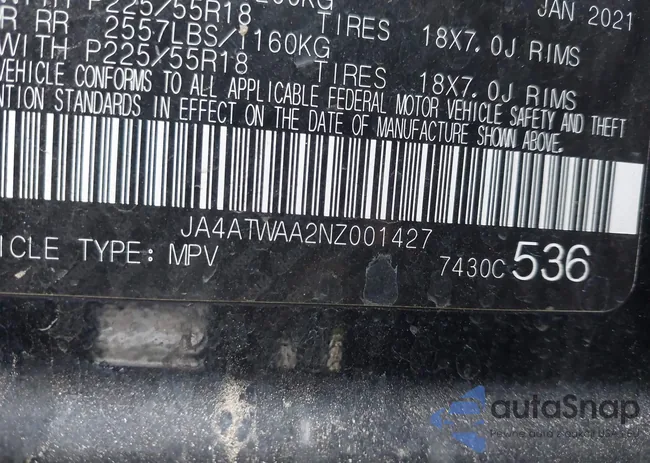 JAN 2021
R RR 2557LBS/1160KG TIRES 18X7.0J RIMS
WITH P225/55R18 TIRES 18X7.0J RIMS
VEHICLE CONFORMS TO ALL APPLICABLE FEDERAL MOTOR VEHICLE SAFETY AND THEFT
NTION STANDARDS IN EFFECT ON THE DATE OF MANUFACTURE SHOWN ABOVE.
JA4ATWAA2NZ001427
ICLE TYPE: MPV 7430C 536
autoSnap